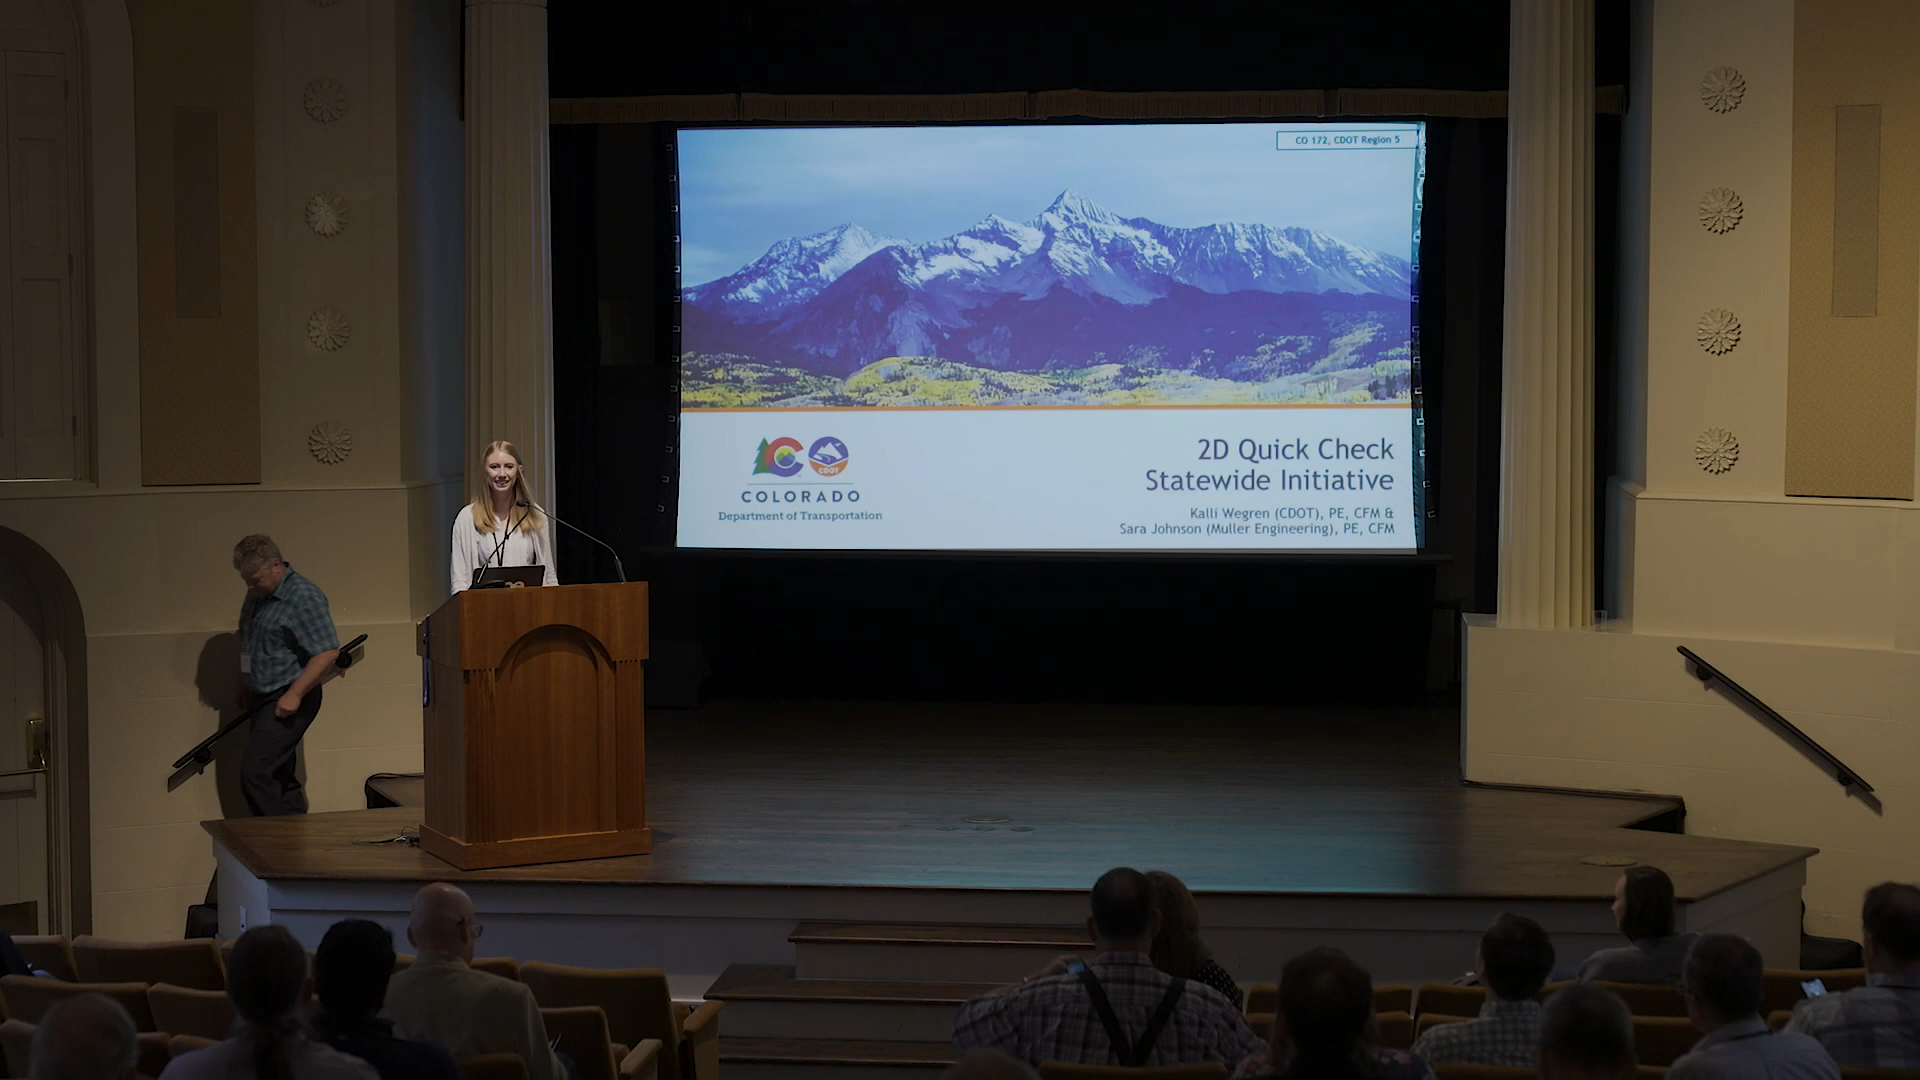 CO 172, CDOT Region 5
2D Quick Check
Statewide Initiative
Kalli Wegren (CDOT), PE, CFM &
Sara Johnson (Muller Engineering), PE, CFM
CDOT
COLORADO
Department of Transportation